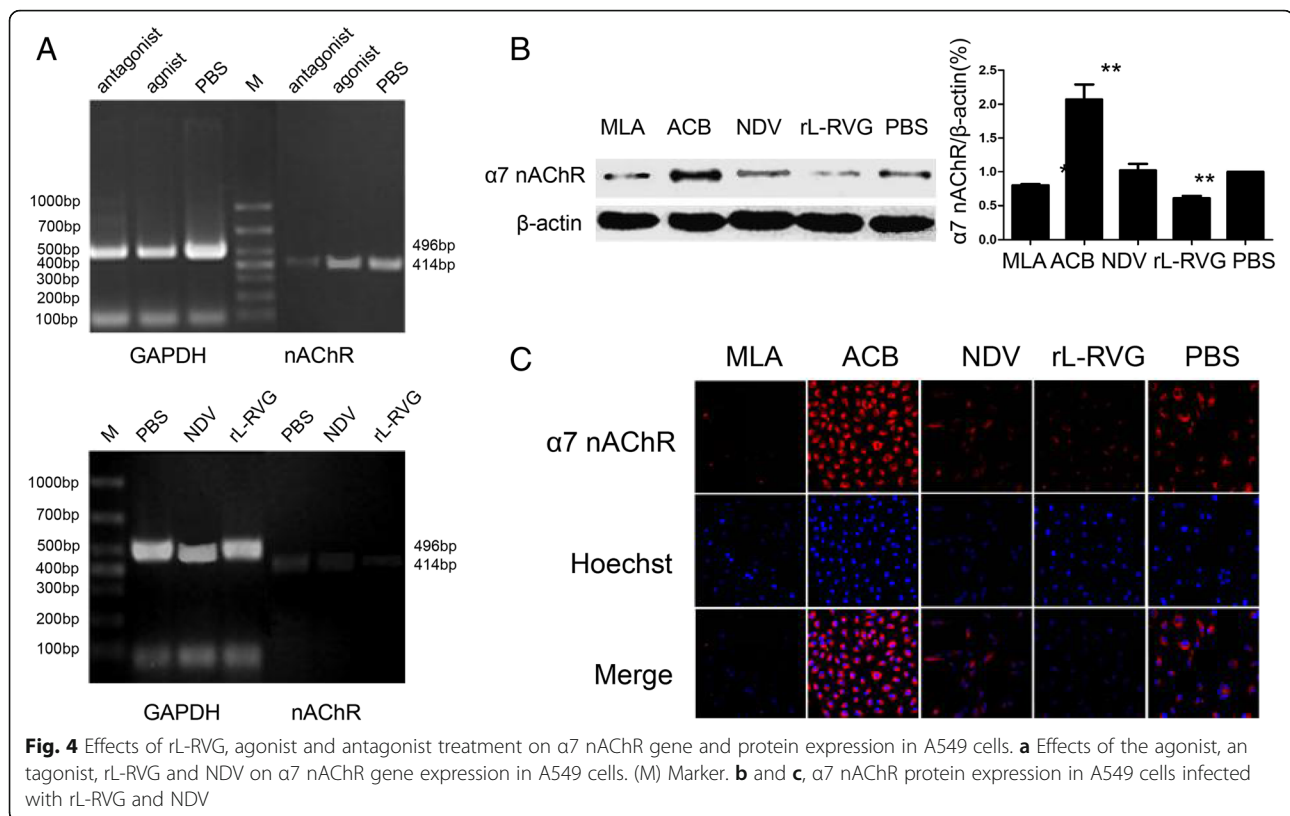 A
antagonist
agnist
PBS
M
antagonist
agonist
PBS
1000bp
700bp
500bp
400bp
300bp
200bp
100bp
496bp
414bp
GAPDH
nAChR
M
PBS
NDV
rL-RVG
PBS
NDV
rL-RVG
1000bp
700bp
500bp
400bp
300bp
200bp
100bp
496bp
414bp
GAPDH
nAChR
B
MLA ACB NDV rL-RVG PBS
α7 nAChR
β-actin
α7 nAChR/β-actin(%)
2.5
2.0
1.5
1.0
0.5
0.0
**
*
**
MLA ACB NDV rL-RVG PBS
C
MLA ACB NDV rL-RVG PBS
α7 nAChR
Hoechst
Merge
Fig. 4 Effects of rL-RVG, agonist and antagonist treatment on α7 nAChR gene and protein expression in A549 cells. a Effects of the agonist, an
tagonist, rL-RVG and NDV on α7 nAChR gene expression in A549 cells. (M) Marker. b and c, α7 nAChR protein expression in A549 cells infected
with rL-RVG and NDV